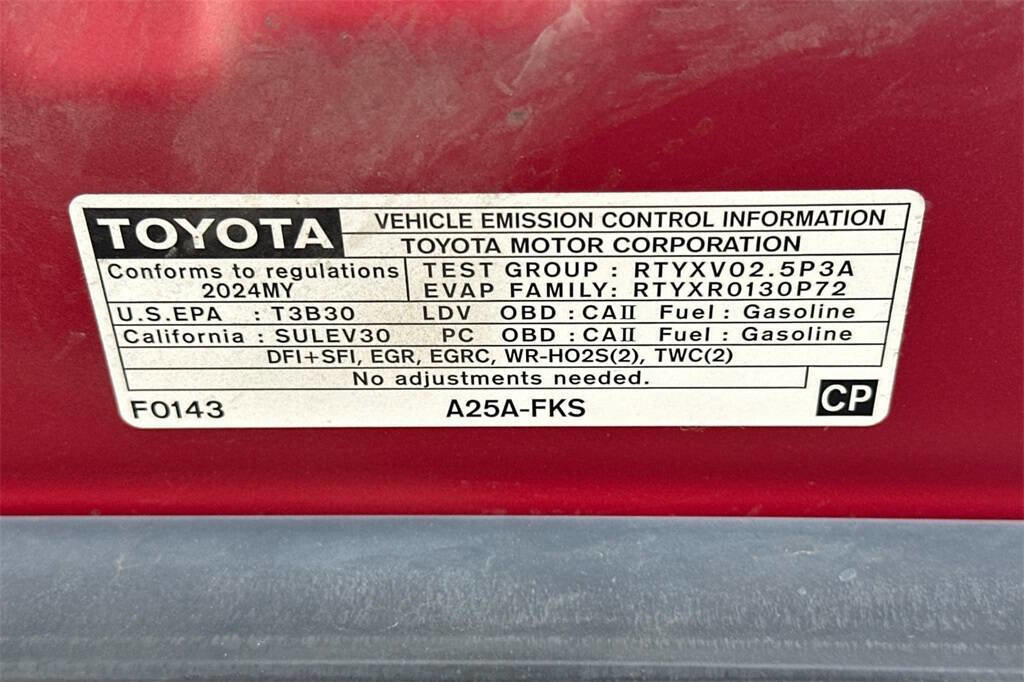 TOYOTA VEHICLE EMISSION CONTROL INFORMATION
TOYOTA MOTOR CORPORATION
Conforms to regulations
2024MY
TEST GROUP : RTYXV02.5P3A
EVAP FAMILY: RTYXR0130P72
U.S.EPA : T3B30 LDV OBD : CAII Fuel : Gasoline
California : SULEV30 PC OBD : CAII Fuel : Gasoline
DFI+SFI, EGR, EGRC, WR-HO2S(2), TWC(2)
No adjustments needed.
F0143 A25A-FKS CP